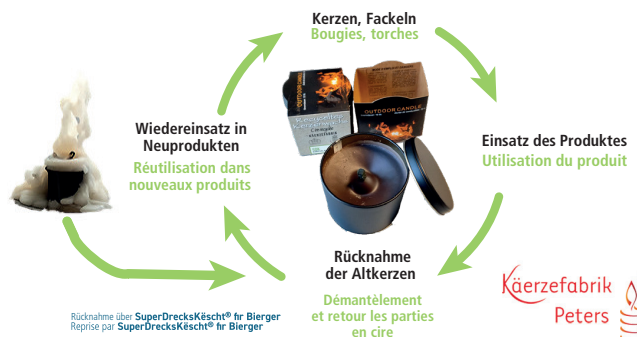 Kerzen, Fackeln
Bougies, torches
OUTDOOR CANDLE
OUTDOOR CANDLE
Wiedereinsatz in
Neuprodukten
Réutilisation dans
nouveaux produits
Einsatz des Produktes
Utilisation du produit
Rücknahme
der Altkerzen
Démantèlement
et retour les parties
en cire
Käerzefabrik
Peters
Rücknahme über SuperDrecksKëscht® fir Bierger
Reprise par SuperDrecksKëscht® fir Bierger